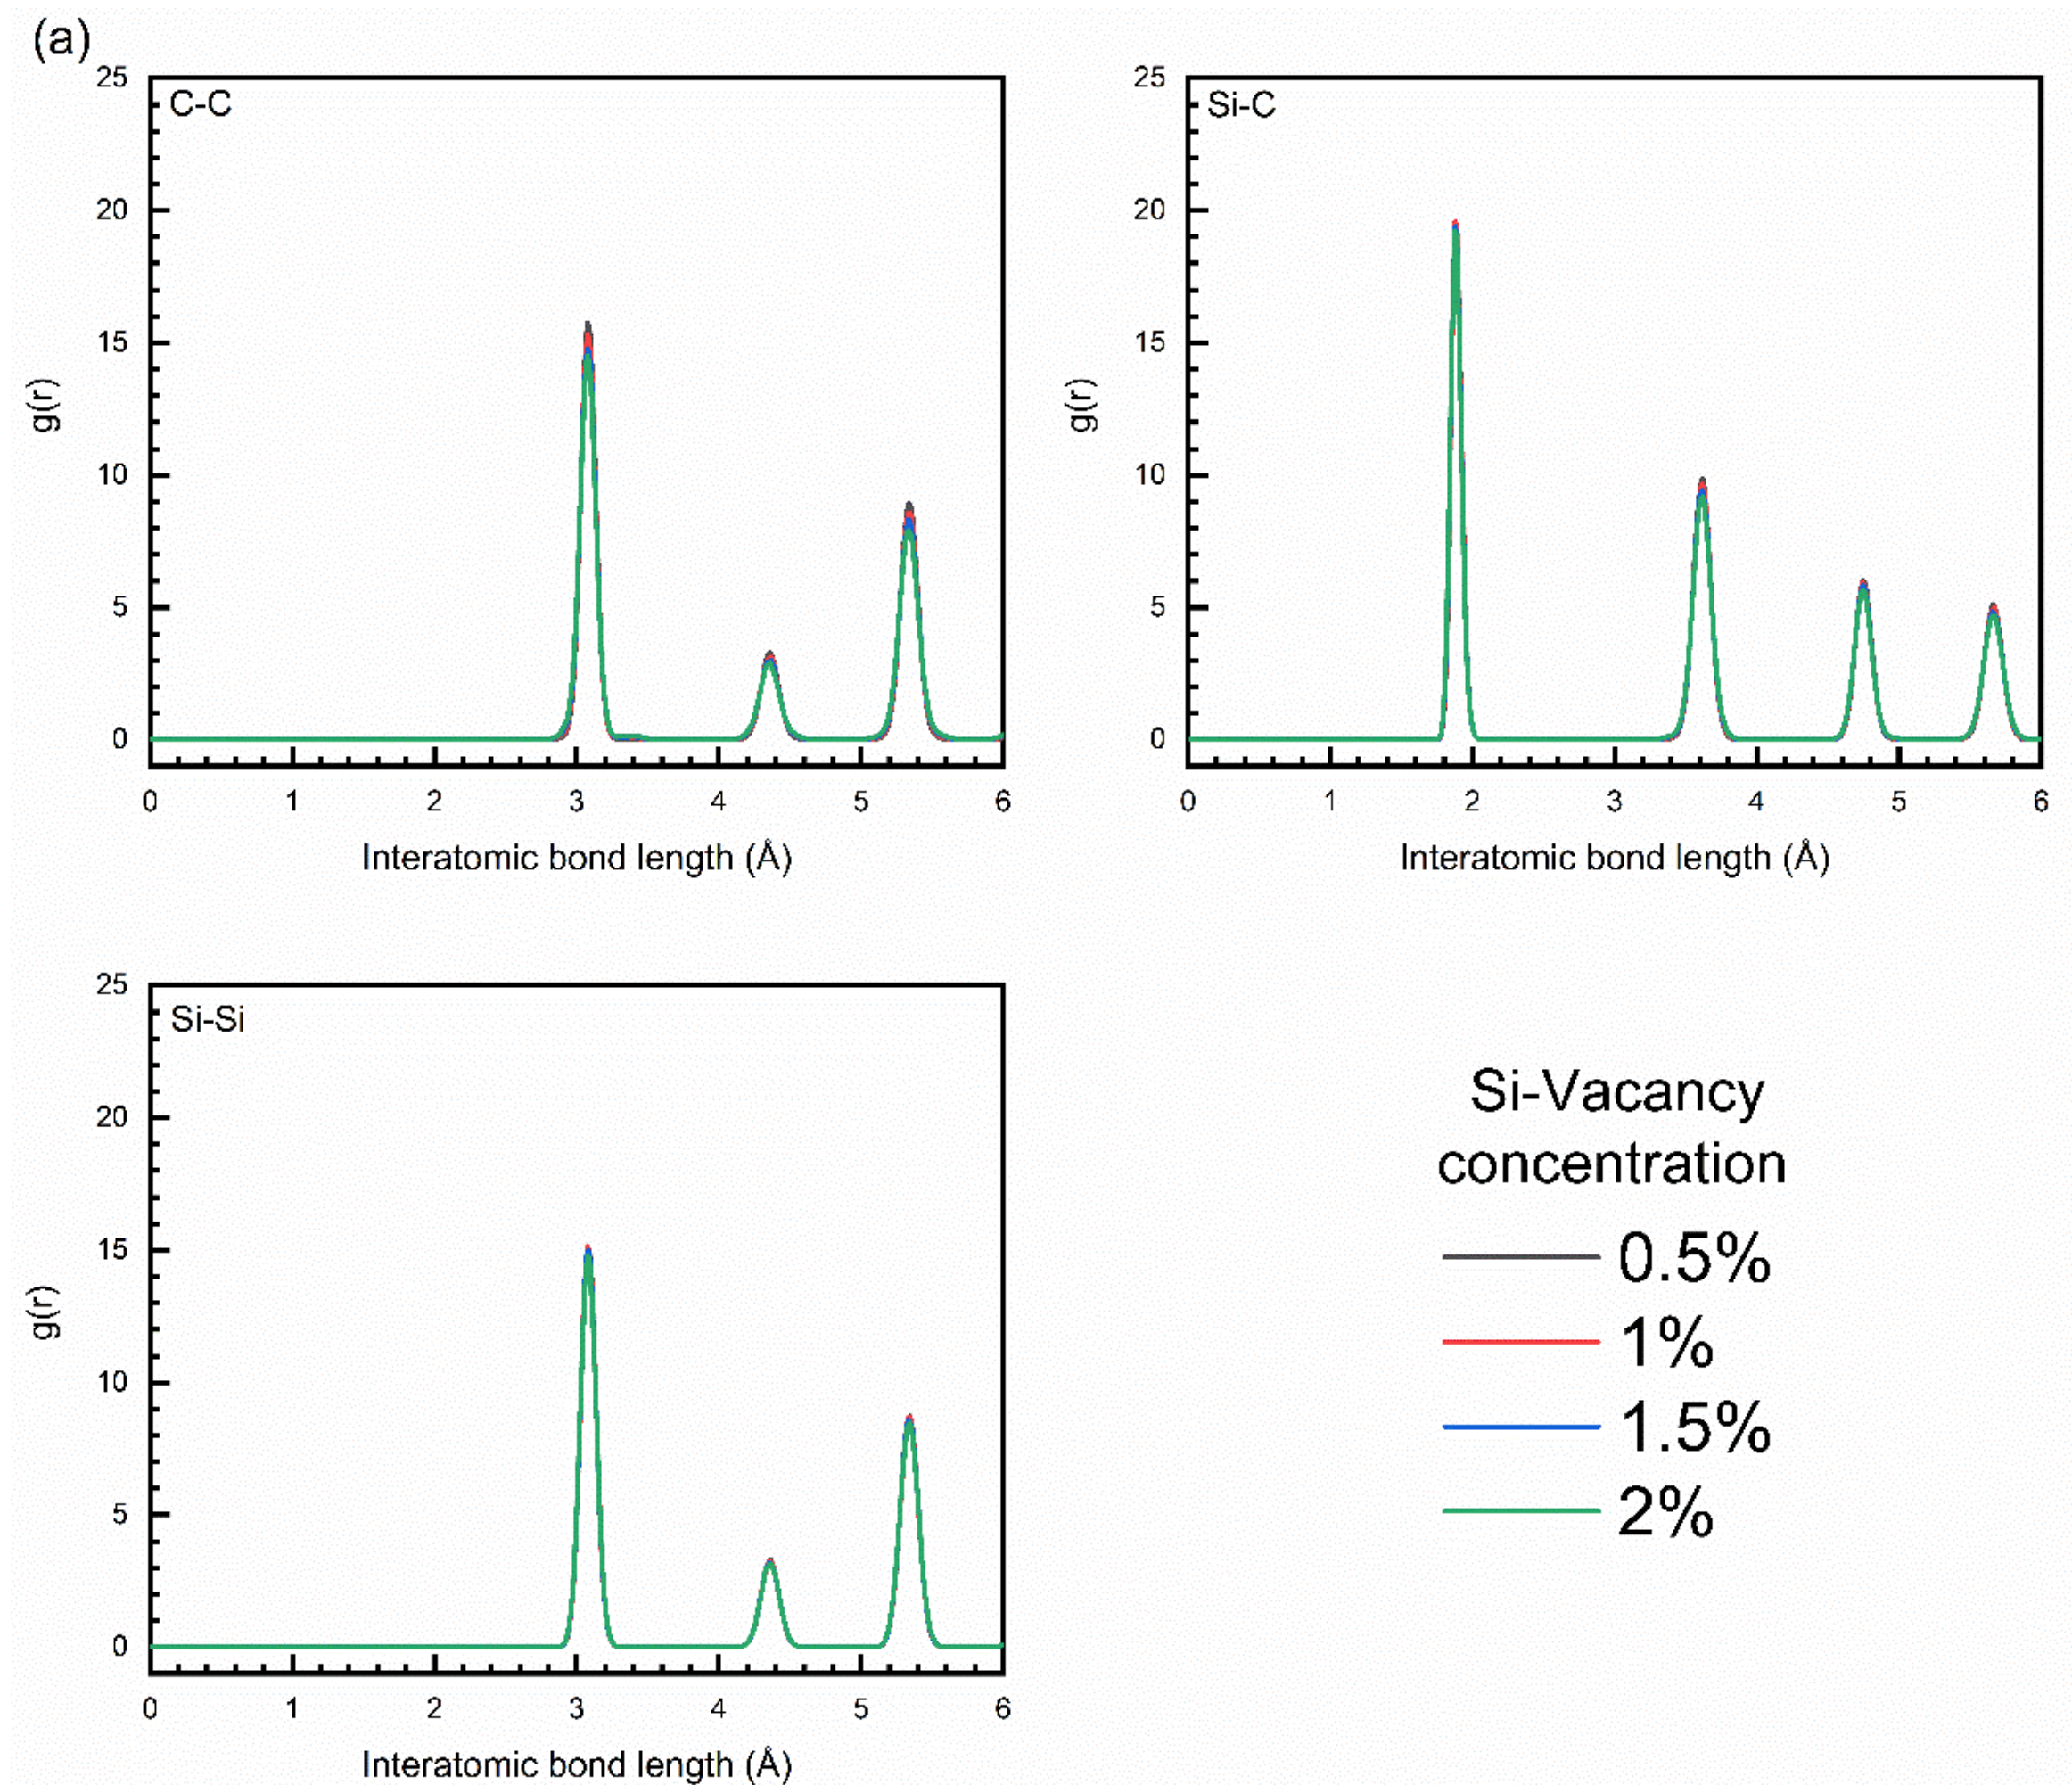 (a)
C-C
25
20
15
10
5
0
g(r)
0 1 2 3 4 5 6
Interatomic bond length (Å)
Si-C
25
20
15
10
5
0
g(r)
0 1 2 3 4 5 6
Interatomic bond length (Å)
Si-Si
25
20
15
10
5
0
g(r)
0 1 2 3 4 5 6
Interatomic bond length (Å)
Si-Vacancy
concentration
0.5%
1%
1.5%
2%